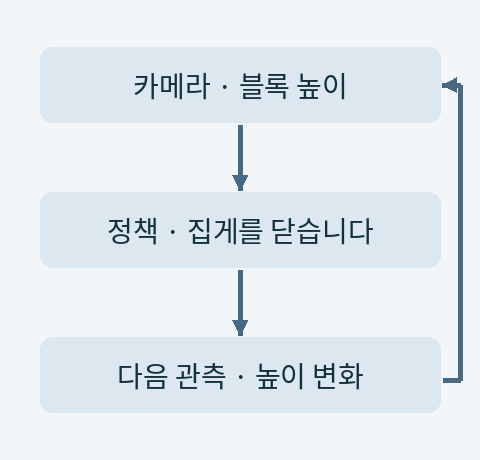 카메라 · 블록 높이
정책 · 집게를 닫습니다
다음 관측 · 높이 변화